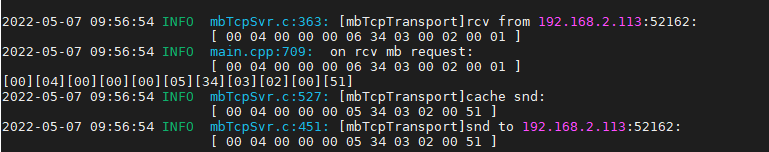 2022-05-07 09:56:54 INFO  mbTcpSvr.c:363: [mbTcpTransport]rcv from 192.168.2.113:52162:
[ 00 04 00 00 00 06 34 03 00 02 00 01 ]
2022-05-07 09:56:54 INFO  main.cpp:709:  on rcv mb request:
[ 00 04 00 00 00 06 34 03 00 02 00 01 ]
[00][04][00][00][00][05][34][03][02][00][51]
2022-05-07 09:56:54 INFO  mbTcpSvr.c:527: [mbTcpTransport]cache snd:
[ 00 04 00 00 00 05 34 03 02 00 51 ]
2022-05-07 09:56:54 INFO  mbTcpSvr.c:451: [mbTcpTransport]snd to 192.168.2.113:52162:
[ 00 04 00 00 00 05 34 03 02 00 51 ]